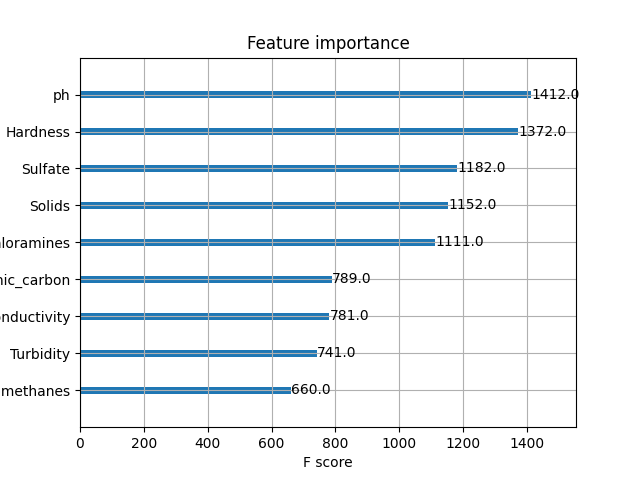 Feature importance
ph
1412.0
Hardness
1372.0
Sulfate
1182.0
Solids
1152.0
loramines
1111.0
nic_carbon
789.0
onductivity
781.0
Turbidity
741.0
methanes
660.0
0 200 400 600 800 1000 1200 1400
F score